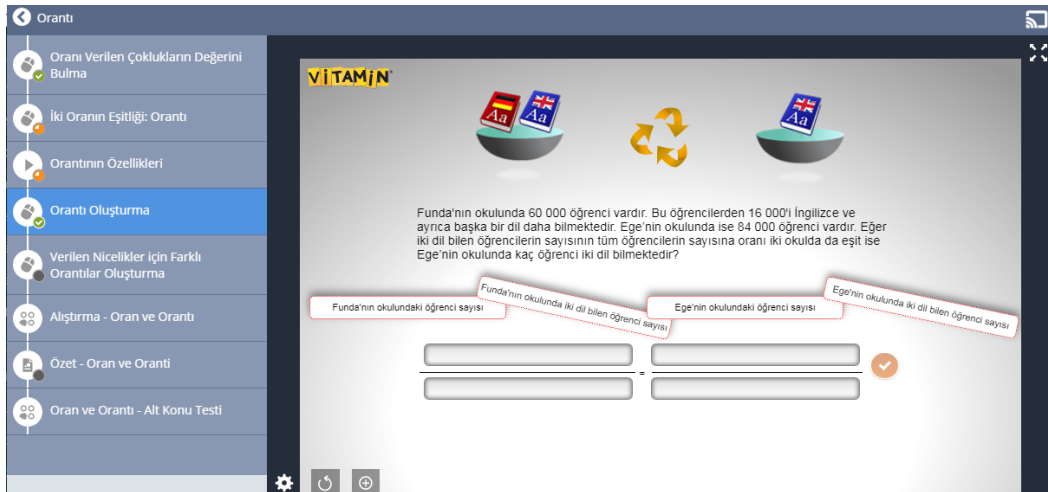 Orantı
Oranı Verilen Çoklukların Değerini
Bulma
İki Oranın Eşitliği: Orantı
Orantının Özellikleri
Orantı Oluşturma
Verilen Nicelikler için Farklı
Orantılar Oluşturma
Alıştırma - Oran ve Orantı
Özet - Oran ve Oranti
Oran ve Orantı - Alt Konu Testi
VİTAMİN
Aa
Aa
Aa
Funda'nın okulunda 60 000 öğrenci vardır. Bu öğrencilerden 16 000'i İngilizce ve
ayrıca başka bir dil daha bilmektedir. Ege'nin okulunda ise 84 000 öğrenci vardır. Eğer
iki dil bilen öğrencilerin sayısının tüm öğrencilerin sayısına oranı iki okulda da eşit ise
Ege'nin okulunda kaç öğrenci iki dil bilmektedir?
Funda'nın okulundaki öğrenci sayısı
Funda'nın okulunda iki dil bilen öğrenci sayısı
Ege'nin okulundaki öğrenci sayısı
Ege'nin okulunda iki dil bilen öğrenci sayısı
=